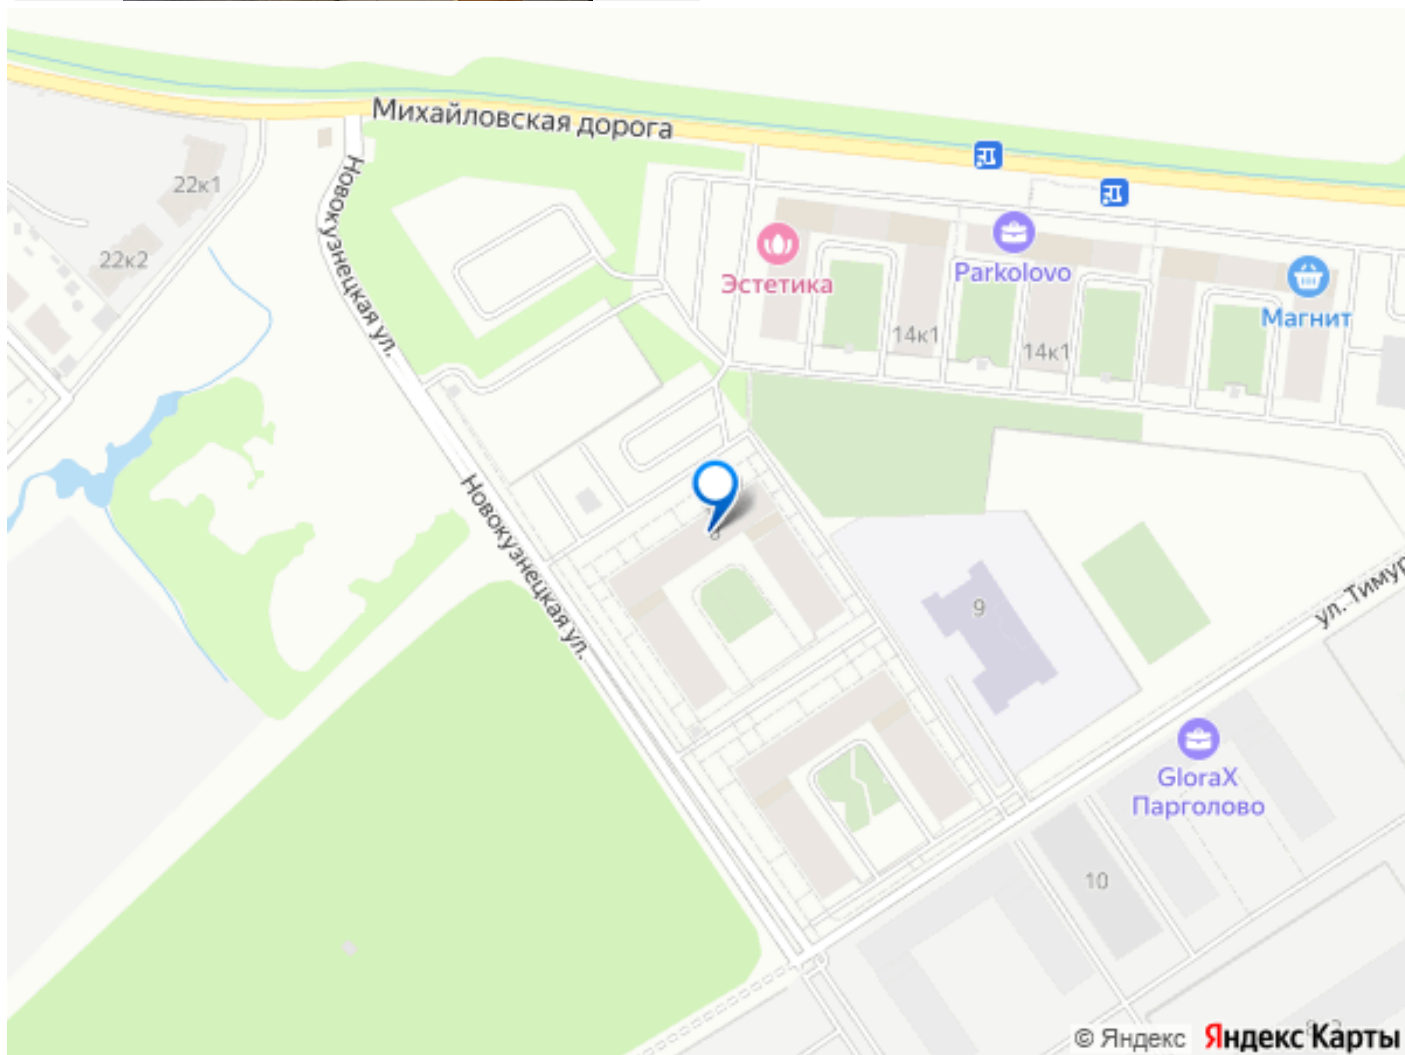 Михайловская дорога
Новокузнецкая ул.
22к1
22к2
Эстетика
Parkolovo
Магнит
14к1
14к1
Новокузнецкая ул.
9
ул. Тимур
GloraX
Парголово
10
© Яндекс Яндекс Карты